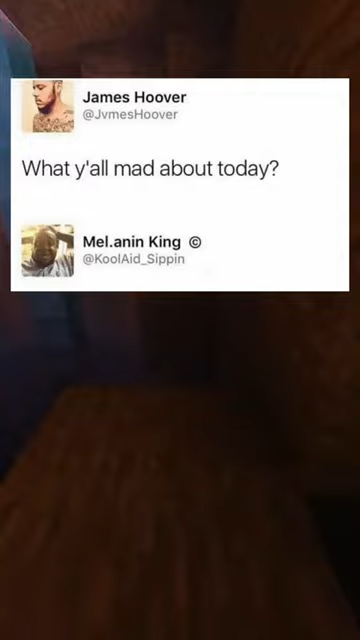 James Hoover
@JvmesHoover
What y'all mad about today?
Mel.anin King ©
@KoolAid_Sippin